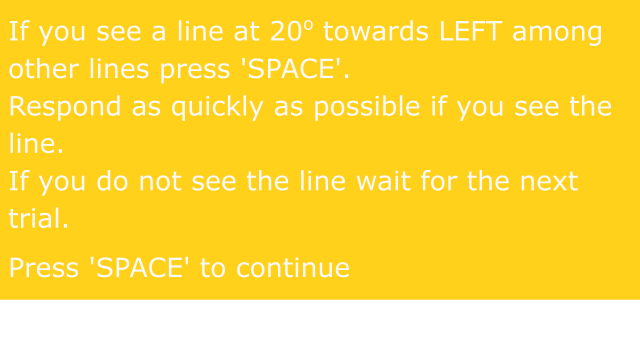 If you see a line at 20º towards LEFT among
other lines press 'SPACE'.
Respond as quickly as possible if you see the
line.
If you do not see the line wait for the next
trial.
Press 'SPACE' to continue